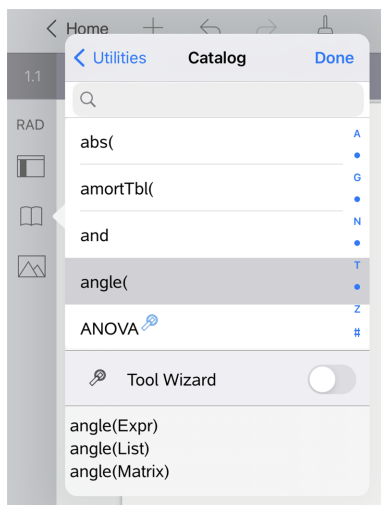 Home
Utilities Catalog Done
1.1
RAD
abs(
amortTbl(
and
angle(
ANOVA
A
G
N
T
Z
#
Tool Wizard
angle(Expr)
angle(List)
angle(Matrix)